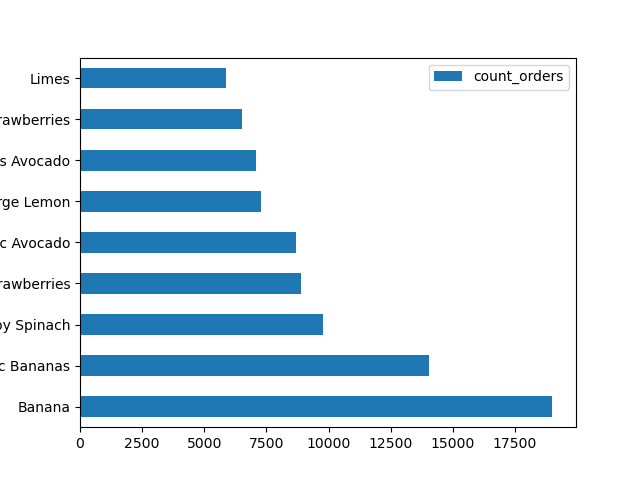 count_orders
Limes
rawberries
s Avocado
rge Lemon
c Avocado
rawberries
by Spinach
c Bananas
Banana
0 2500 5000 7500 10000 12500 15000 17500